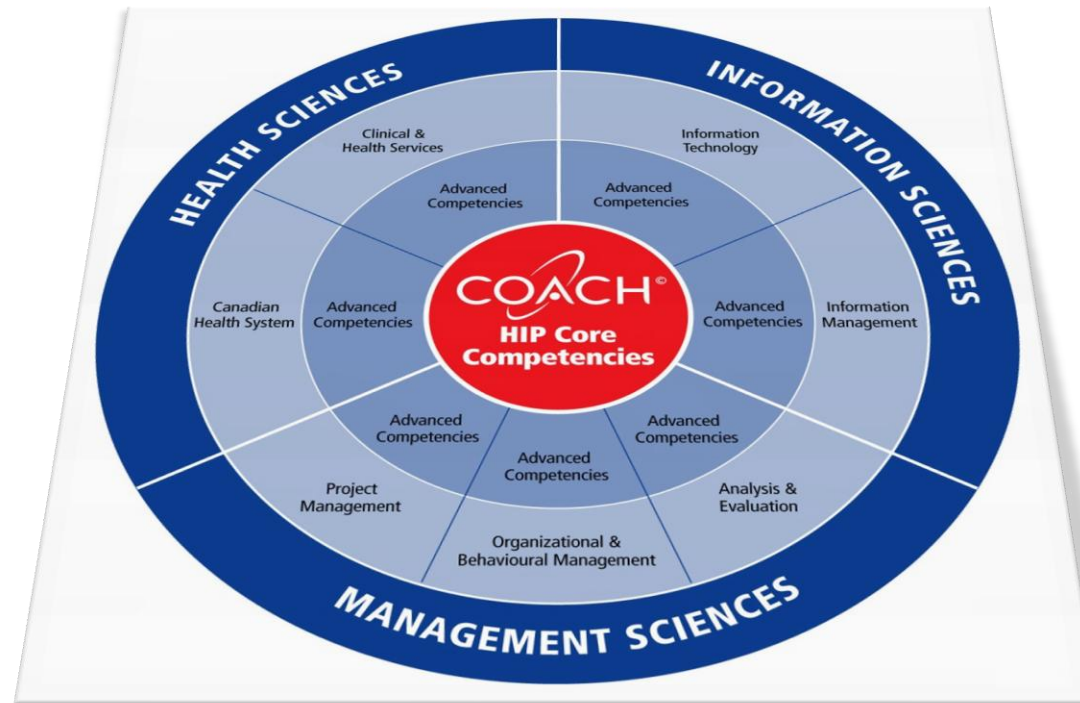 HEALTH SCIENCES
INFORMATION SCIENCES
Clinical &
Health Services
Information
Technology
Advanced
Competencies
Advanced
Competencies
Canadian
Health System
Advanced
Competencies
COACH©
HIP Core
Competencies
Advanced
Competencies
Information
Management
Advanced
Competencies
Advanced
Competencies
Advanced
Competencies
Project
Management
Organizational &
Behavioural Management
Analysis &
Evaluation
MANAGEMENT SCIENCES